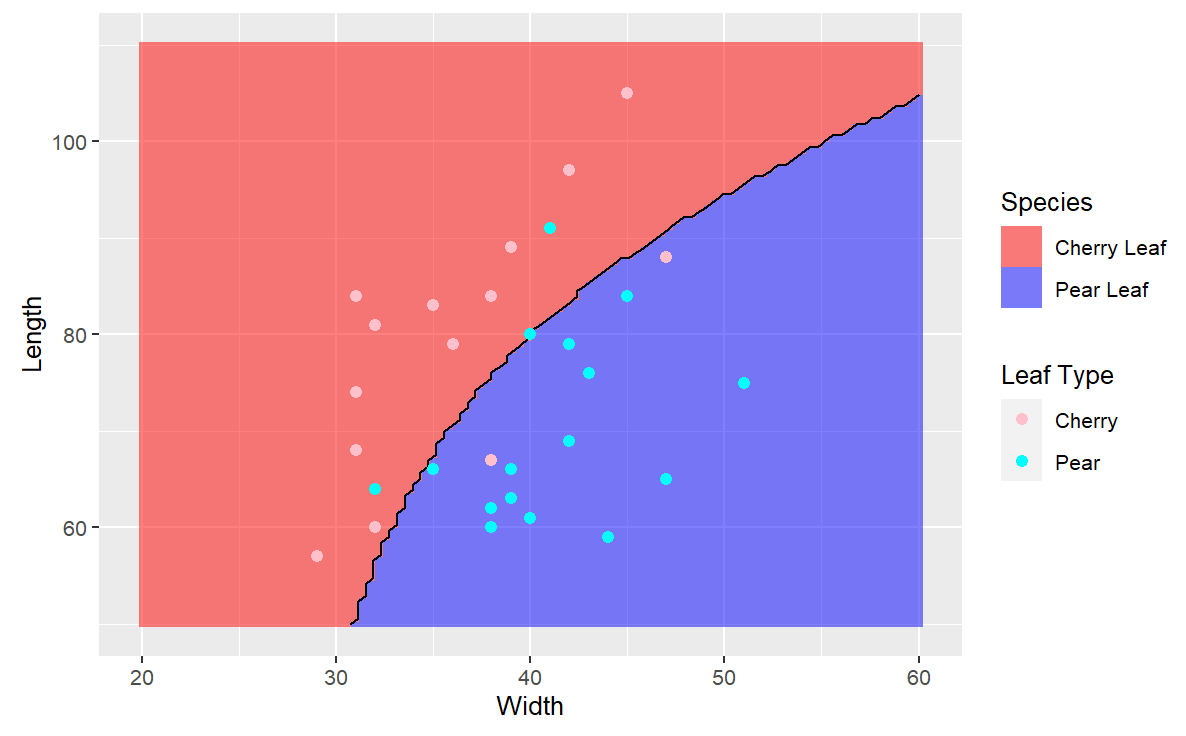 100
80
60
Length
20 30 40 50 60
Width
Species
Cherry Leaf
Pear Leaf
Leaf Type
Cherry
Pear